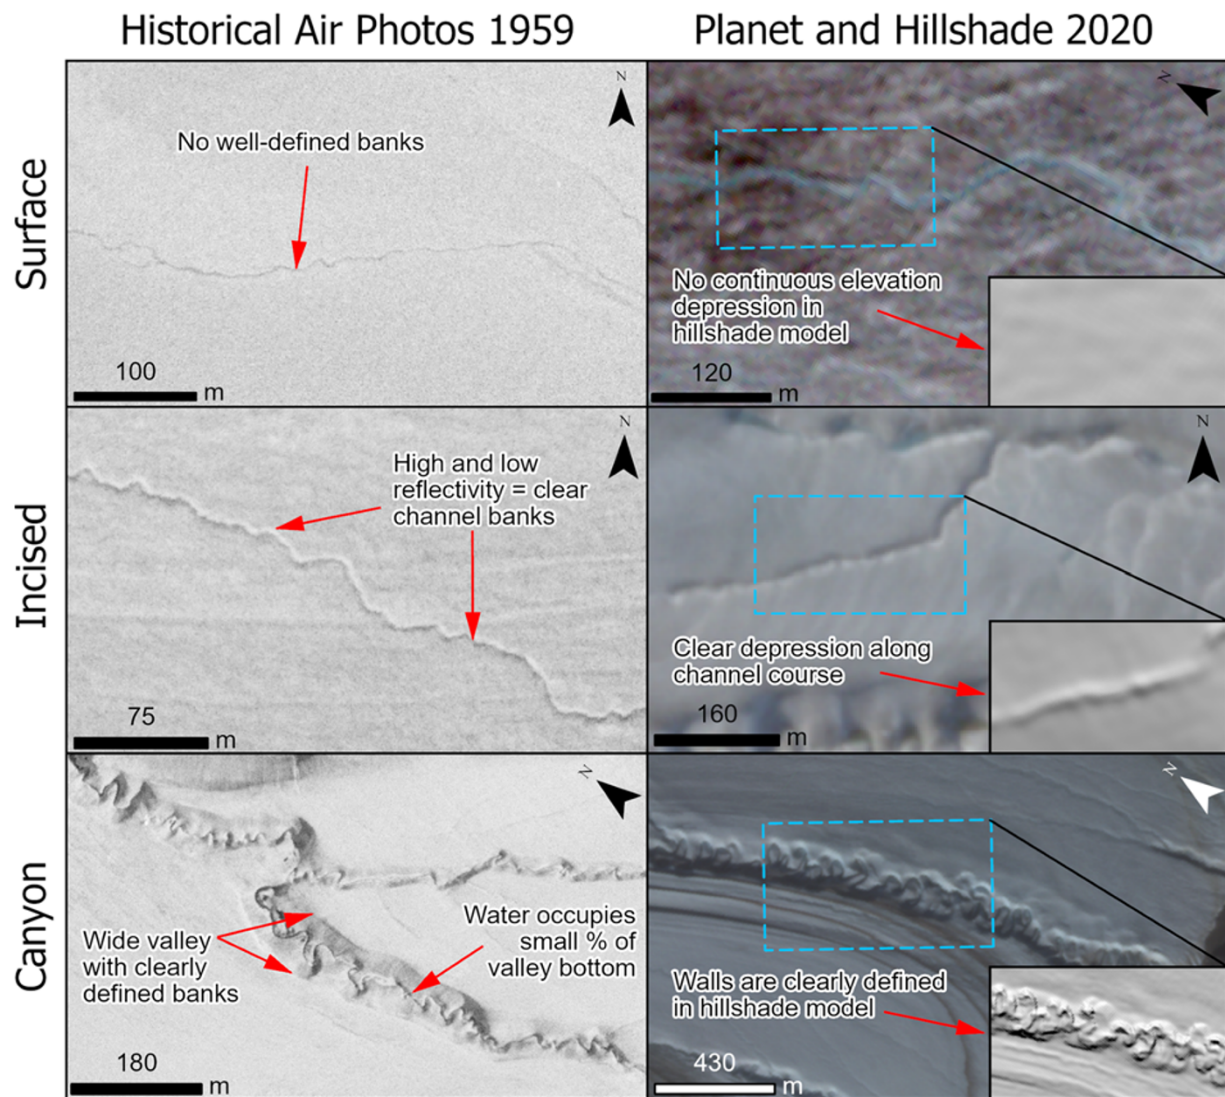 Historical Air Photos 1959
Planet and Hillshade 2020
Surface
No well-defined banks
N
100
m
N
No continuous elevation
depression in
hillshade model
120
m
Incised
High and low
reflectivity = clear
channel banks
N
75
m
N
Clear depression along
channel course
160
m
Canyon
N
Wide valley
with clearly
defined banks
Water occupies
small % of
valley bottom
180
m
N
Walls are clearly defined
in hillshade model
430
m